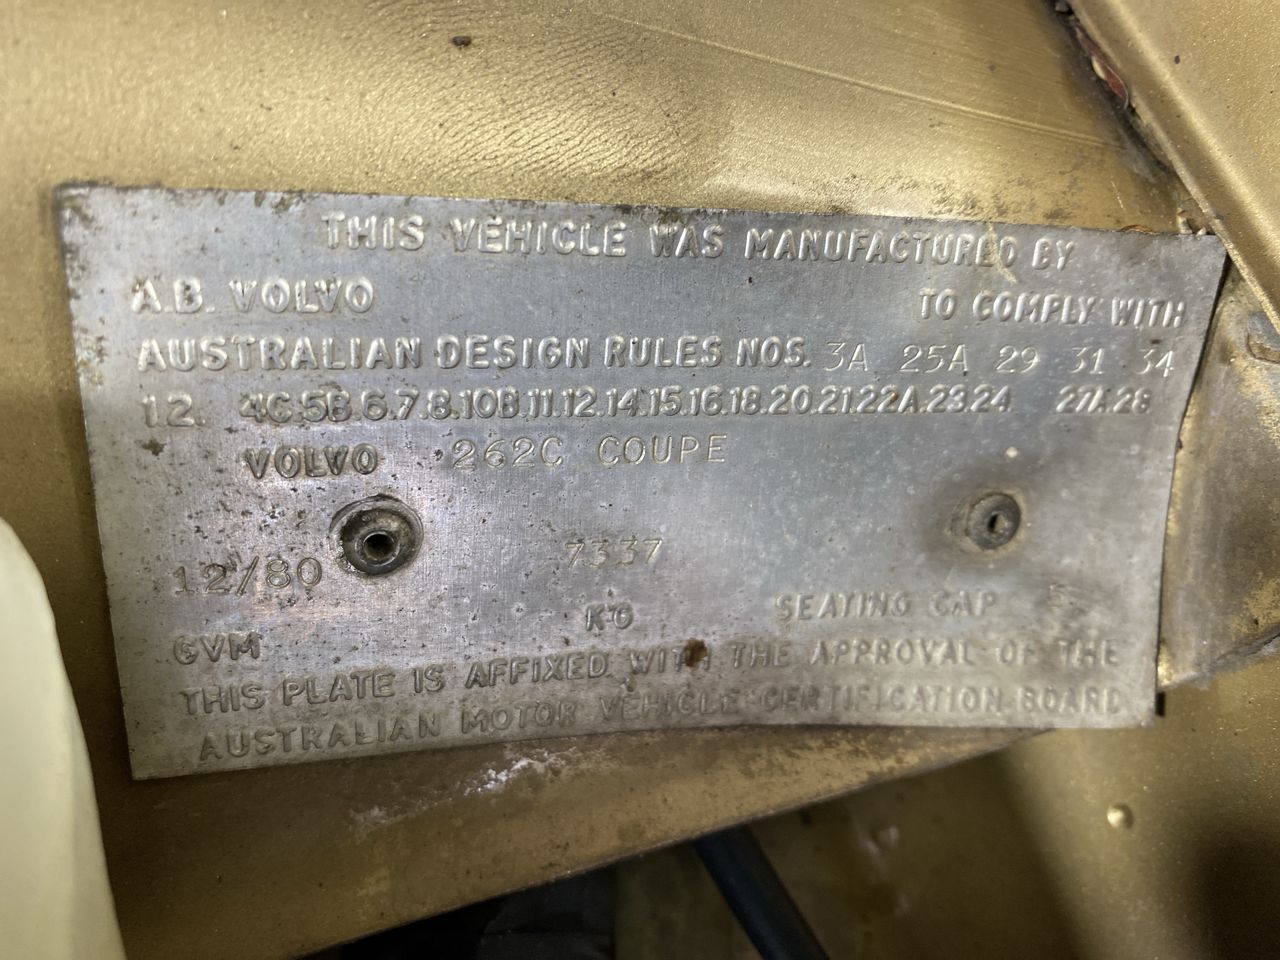 THIS VEHICLE WAS MANUFACTURED BY
A.B. VOLVO TO COMPLY WITH
AUSTRALIAN DESIGN RULES NOS. 3A 25A 29 31 34
1.2. 4C.5B.6.7.8.10B.11.12.14.15.16.18.20.21.22A.23.24. 27A.28
VOLVO 262C COUPE
12/80 7337
GVM KG SEATING CAP
THIS PLATE IS AFFIXED WITH THE APPROVAL OF THE
AUSTRALIAN MOTOR VEHICLE CERTIFICATION BOARD